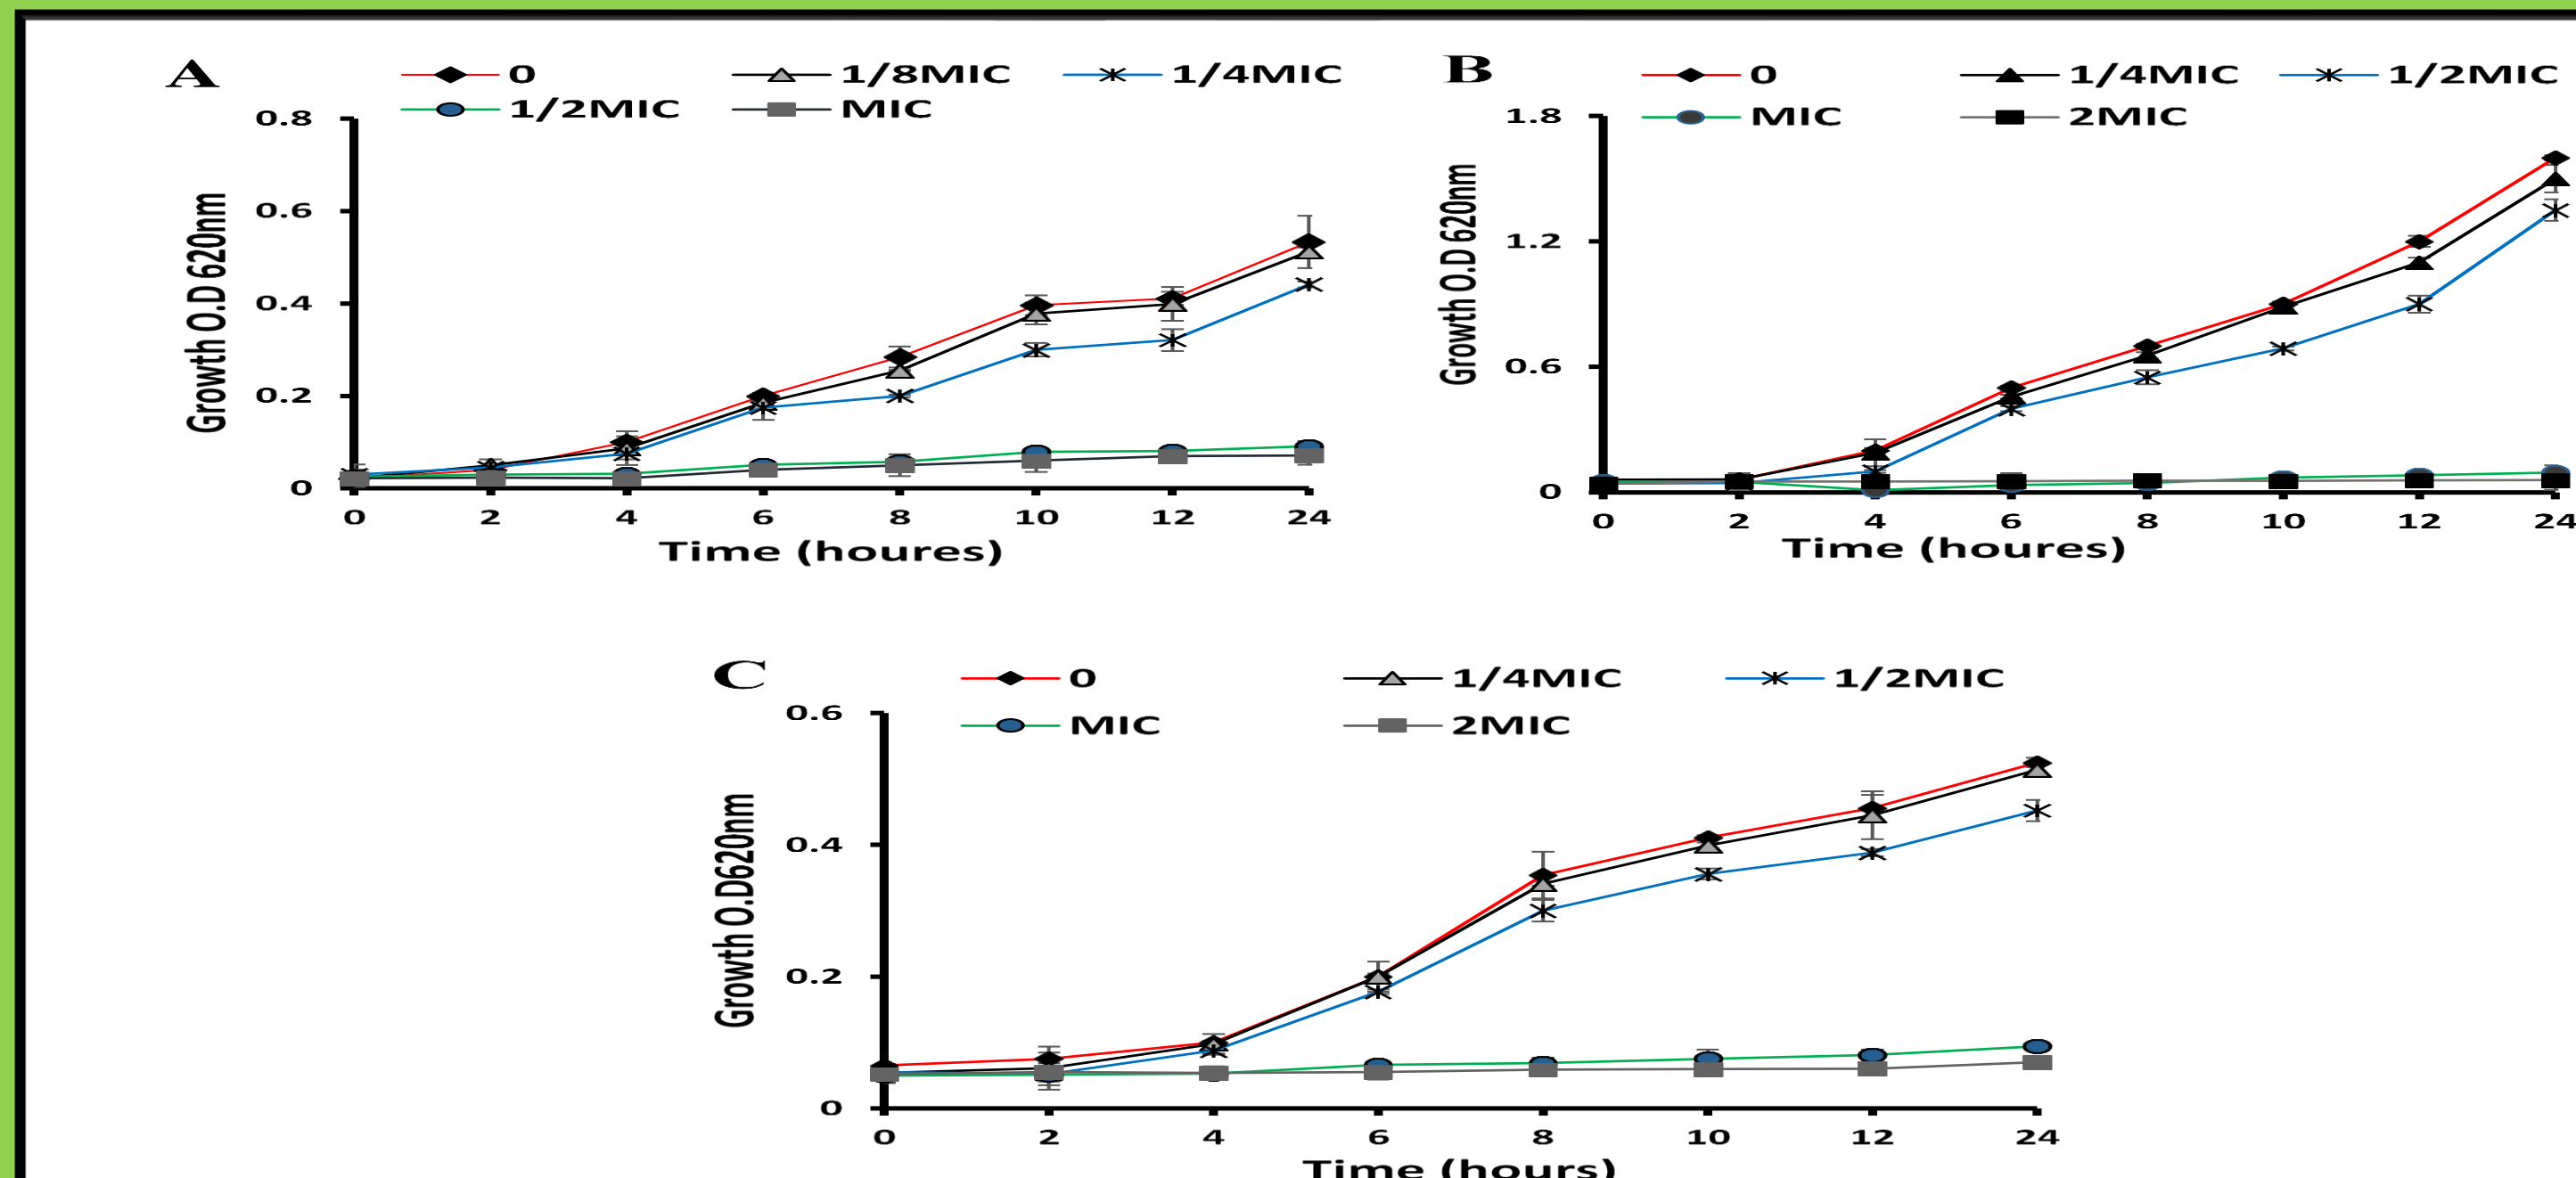 A
0 1/8MIC 1/4MIC
1/2MIC MIC
0.8
0.6
0.4
0.2
0
Growth O.D 620nm
0 2 4 6 8 10 12 24
Time (houres)
B
0 1/4MIC 1/2MIC
MIC 2MIC
1.8
1.2
0.6
0
Growth O.D 620nm
0 2 4 6 8 10 12 24
Time (houres)
C
0 1/4MIC 1/2MIC
MIC 2MIC
0.6
0.4
0.2
0
Growth O.D620nm
0 2 4 6 8 10 12 24
Time (hours)